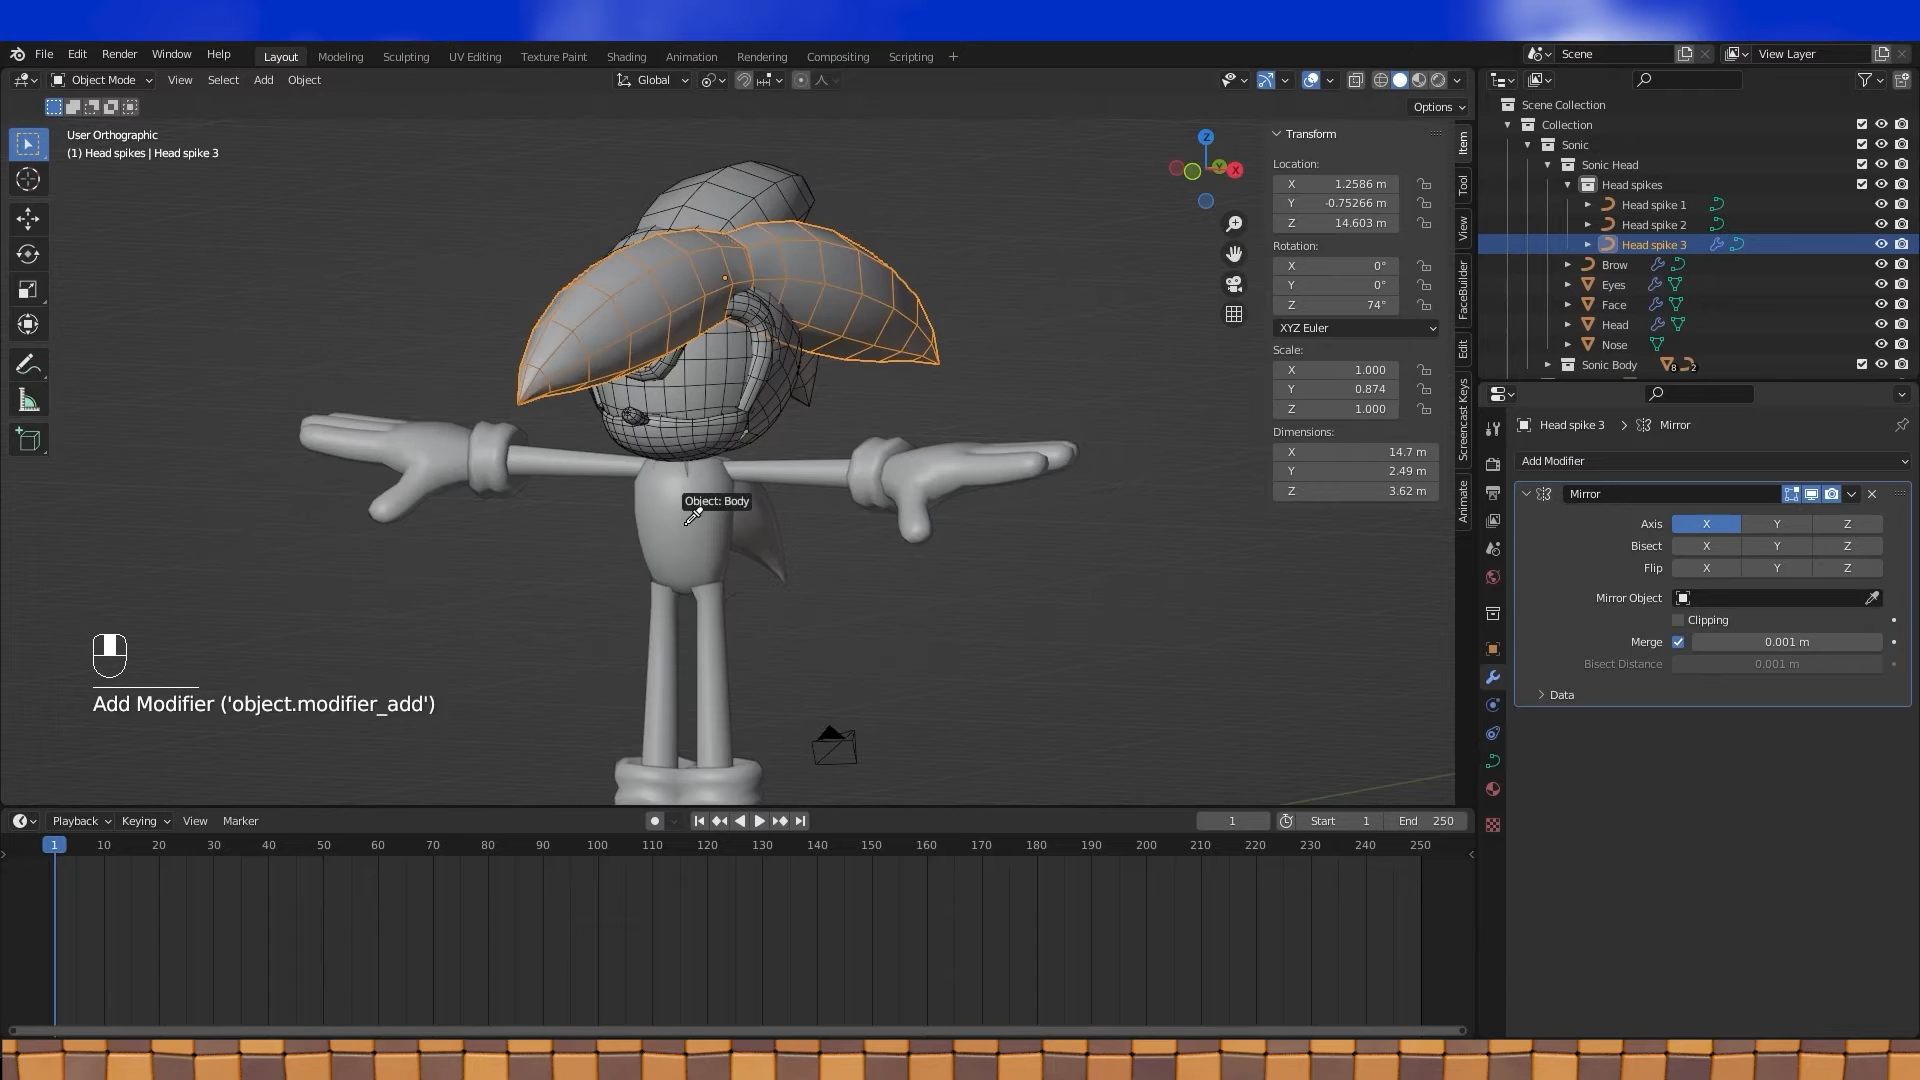 File Edit Render Window Help Layout Modeling Sculpting UV Editing Texture Paint Shading Animation Rendering Compositing Scripting Scene View Layer
Object Mode View Select Add Object Global
Options
User Orthographic
(1) Head spikes | Head spike 3
Z
Y
X
Transform
Location:
X 1.2586 m
Y -0.75266 m
Z 14.603 m
Rotation:
X 0°
Y 0°
Z 74°
XYZ Euler
Scale:
X 1.000
Y 0.874
Z 1.000
Dimensions:
X 14.7 m
Y 2.49 m
Z 3.62 m
Item
Tool
View
FaceBuilder
Edit
Screencast Keys
Animate
Scene Collection
Collection
Sonic
Sonic Head
Head spikes
Head spike 1
Head spike 2
Head spike 3
Brow
Eyes
Face
Head
Nose
Sonic Body 8 2
Head spike 3 Mirror
Add Modifier
Mirror
Axis X Y Z
Bisect X Y Z
Flip X Y Z
Mirror Object
Clipping
Merge 0.001 m
Bisect Distance 0.001 m
Data
Object: Body
Add Modifier ('object.modifier_add')
Playback Keying View Marker 1 Start 1 End 250
1 10 20 30 40 50 60 70 80 90 100 110 120 130 140 150 160 170 180 190 200 210 220 230 240 250